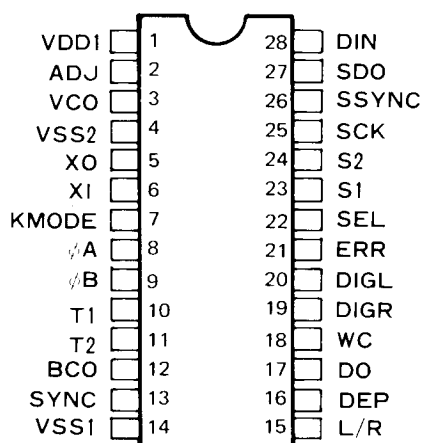 VDD1 1 28 DIN
ADJ 2 27 SDO
VCO 3 26 SSYNC
VSS2 4 25 SCK
XO 5 24 S2
XI 6 23 S1
KMODE 7 22 SEL
φA 8 21 ERR
φB 9 20 DIGL
T1 10 19 DIGR
T2 11 18 WC
BCO 12 17 DO
SYNC 13 16 DEP
VSS1 14 15 L/R